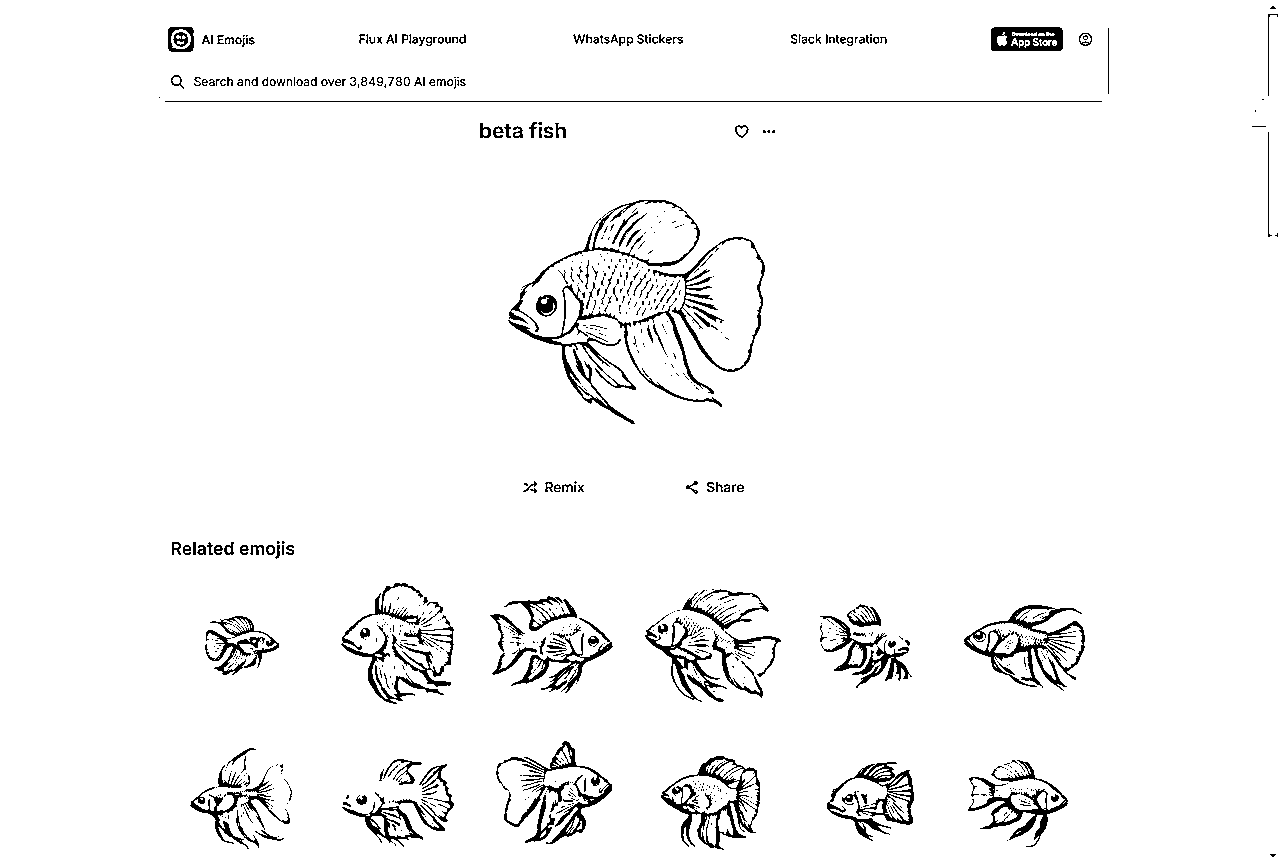 AI Emojis
Flux AI Playground
WhatsApp Stickers
Slack Integration
Download on the
App Store
Search and download over 3,849,780 AI emojis
beta fish
Remix
Share
Related emojis